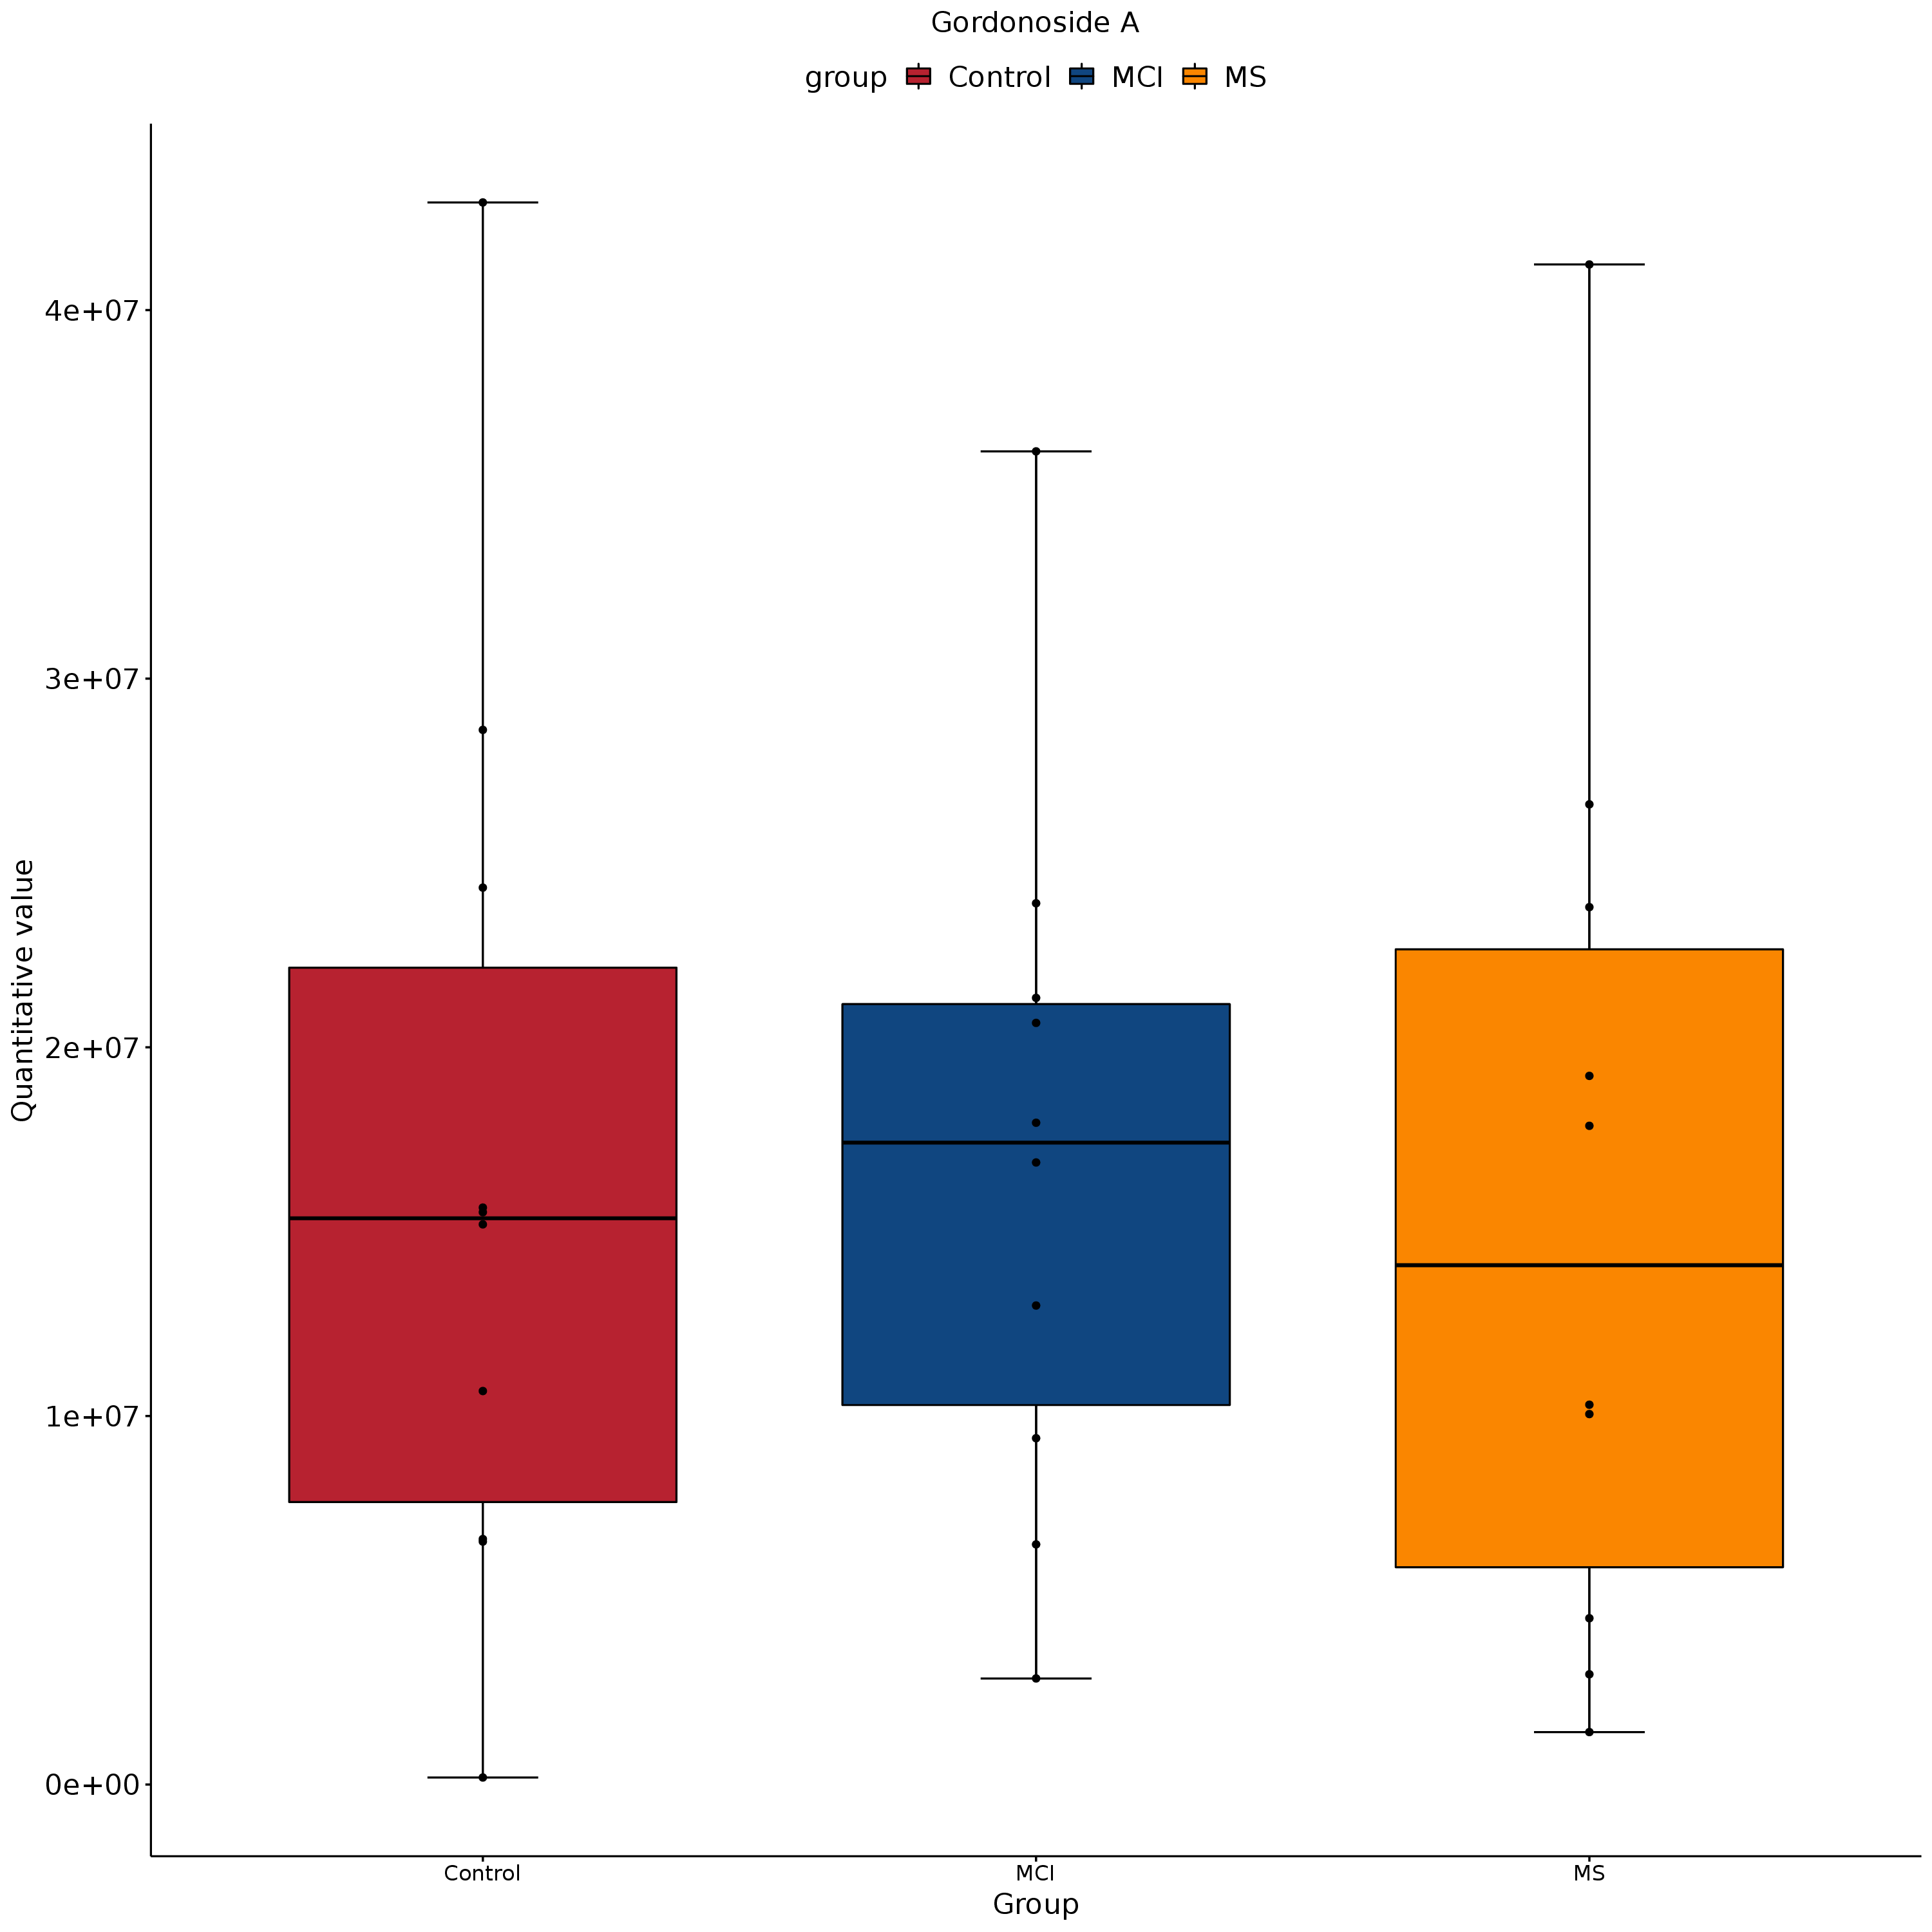 Gordonoside A
group Control MCI MS
Quantitative value
4e+07
3e+07
2e+07
1e+07
0e+00
Control MCI MS
Group